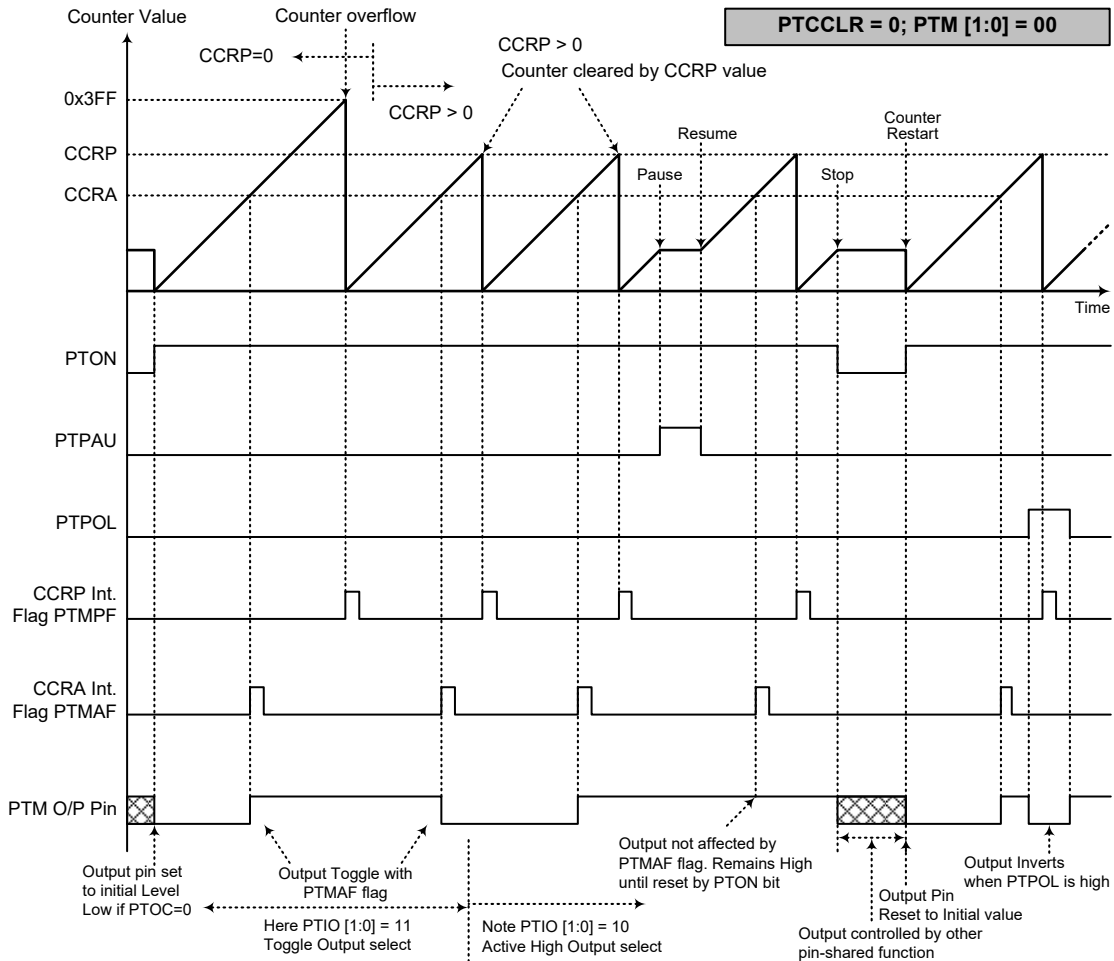 Counter Value
Counter overflow
PTCCLR = 0; PTM [1:0] = 00
CCRP=0
CCRP > 0
CCRP > 0
Counter cleared by CCRP value
0x3FF
CCRP
CCRA
Pause
Resume
Stop
Counter
Restart
Time
PTON
PTPAU
PTPOL
CCRP Int.
Flag PTMPF
CCRA Int.
Flag PTMAF
PTM O/P Pin
Output pin set
to initial Level
Low if PTOC=0
Output Toggle with
PTMAF flag
Here PTIO [1:0] = 11
Toggle Output select
Note PTIO [1:0] = 10
Active High Output select
Output not affected by
PTMAF flag. Remains High
until reset by PTON bit
Output Pin
Reset to Initial value
Output controlled by other
pin-shared function
Output Inverts
when PTPOL is high